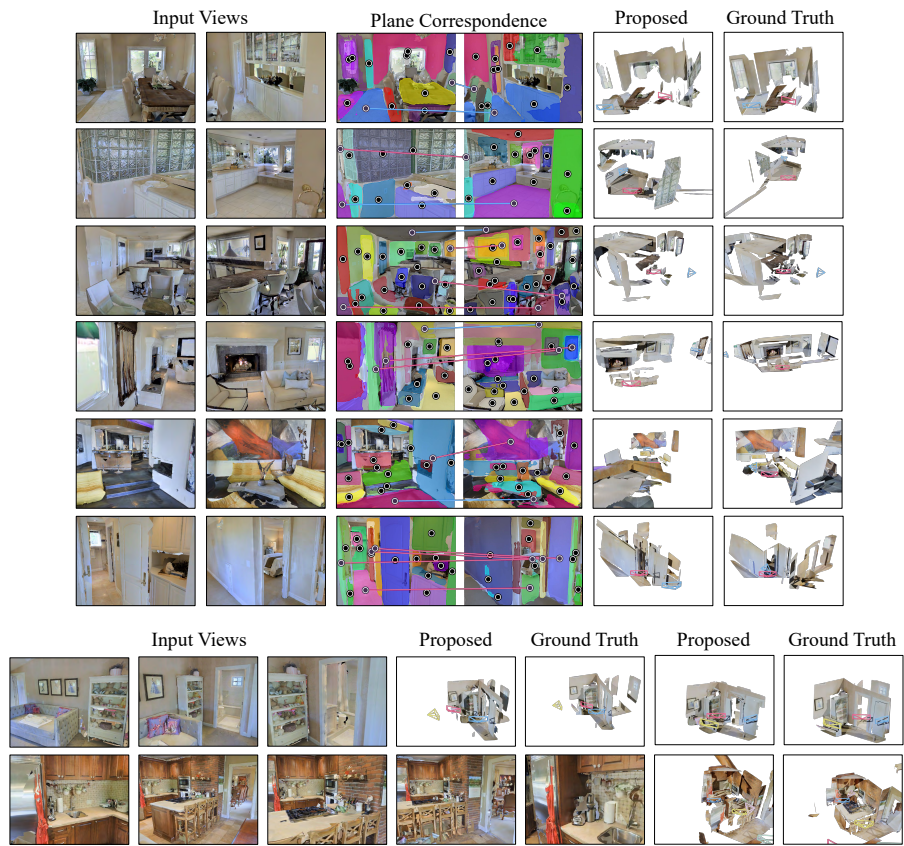 Input Views Plane Correspondence Proposed Ground Truth
Input Views Proposed Ground Truth Proposed Ground Truth